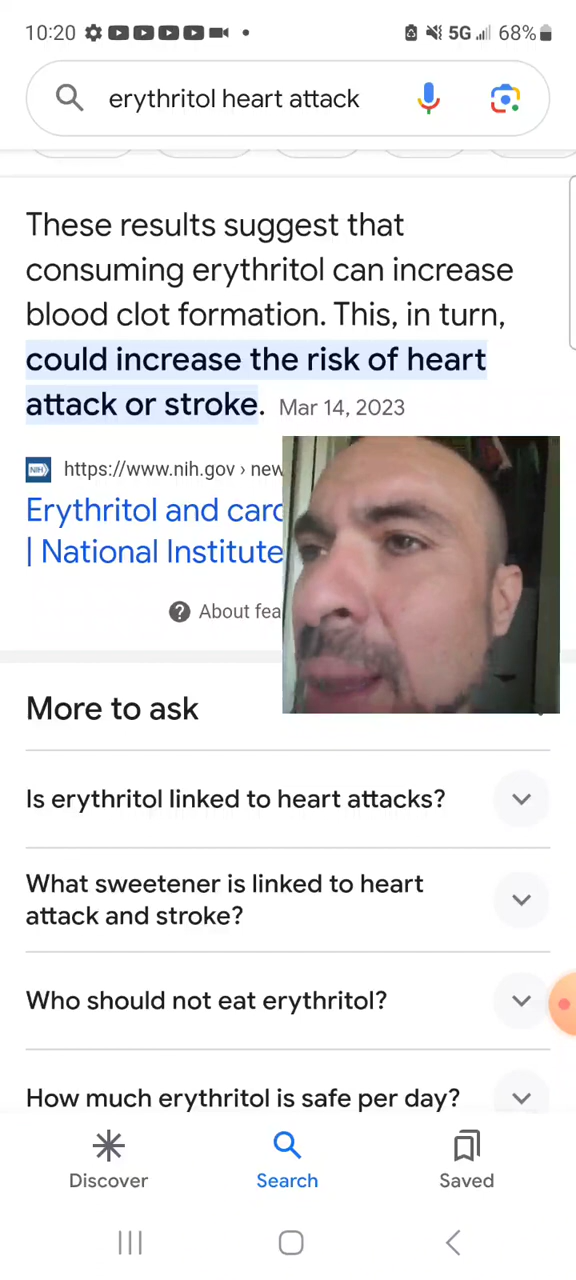 10:20 5G 68%
erythritol heart attack
These results suggest that
consuming erythritol can increase
blood clot formation. This, in turn,
could increase the risk of heart
attack or stroke. Mar 14, 2023
NIH https://www.nih.gov › new
Erythritol and card
| National Institute
? About fea
More to ask
Is erythritol linked to heart attacks?
What sweetener is linked to heart
attack and stroke?
Who should not eat erythritol?
How much erythritol is safe per day?
Discover Search Saved